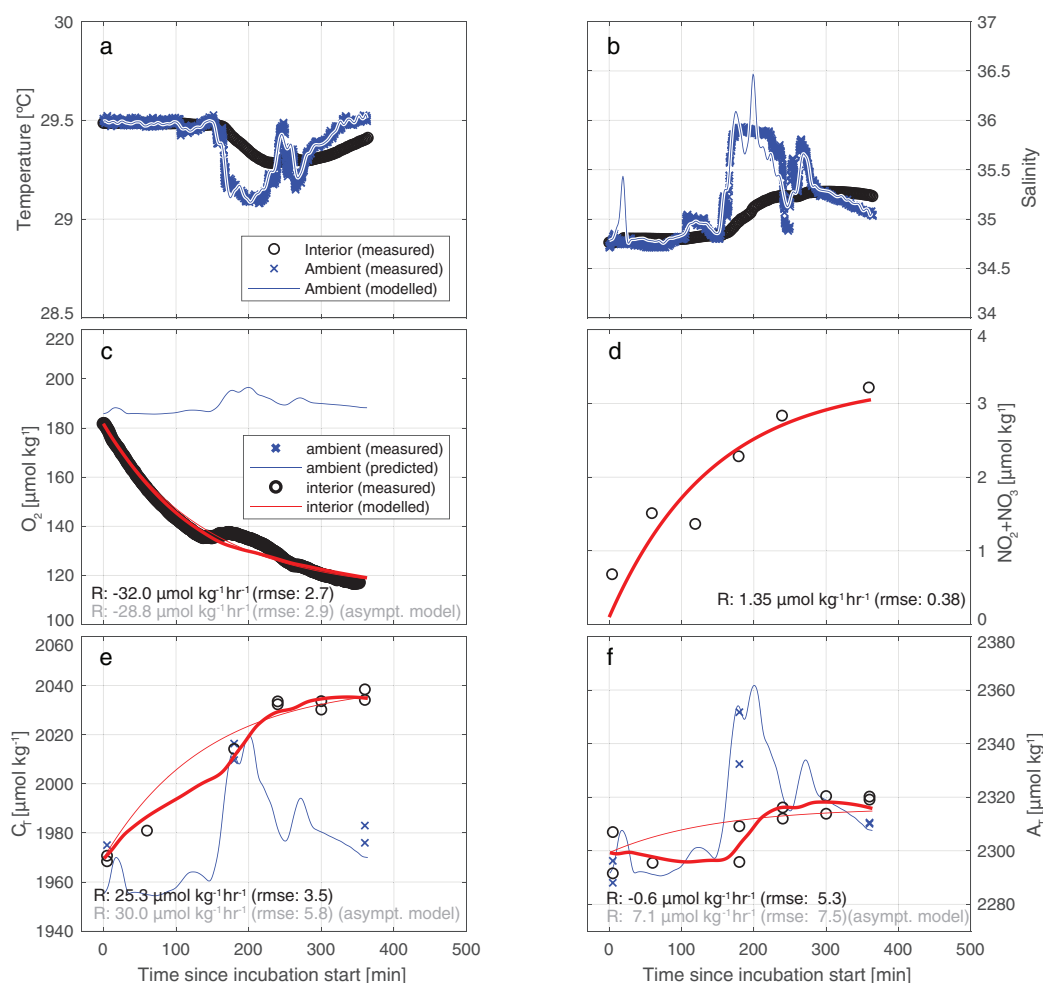 a
30
29.5
29
28.5
Temperature [°C]
Interior (measured)
Ambient (measured)
Ambient (modelled)
b
37
36.5
36
35.5
35
34.5
34
Salinity
c
220
200
180
160
140
120
100
O2 [µmol kg-1]
ambient (measured)
ambient (predicted)
interior (measured)
interior (modelled)
R: -32.0 µmol kg-1hr-1 (rmse: 2.7)
R: -28.8 µmol kg-1hr-1 (rmse: 2.9) (asympt. model)
d
4
3
2
1
0
NO2+NO3 [µmol kg-1]
R: 1.35 µmol kg-1hr-1 (rmse: 0.38)
e
2060
2040
2020
2000
1980
1960
1940
CT [µmol kg-1]
R: 25.3 µmol kg-1hr-1 (rmse: 3.5)
R: 30.0 µmol kg-1hr-1 (rmse: 5.8) (asympt. model)
0 100 200 300 400 500
Time since incubation start [min]
f
2380
2360
2340
2320
2300
2280
AT [µmol kg-1]
R: -0.6 µmol kg-1hr-1 (rmse: 5.3)
R: 7.1 µmol kg-1hr-1 (rmse: 7.5)(asympt. model)
0 100 200 300 400 500
Time since incubation start [min]